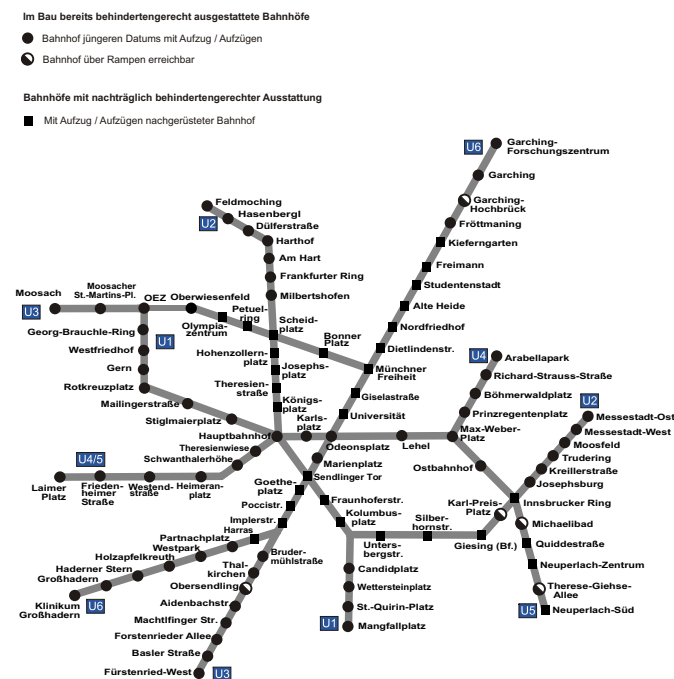 Im Bau bereits behindertengerecht ausgestattete Bahnhöfe
Bahnhof jüngeren Datums mit Aufzug / Aufzügen
Bahnhof über Rampen erreichbar
Bahnhöfe mit nachträglich behindertengerechter Ausstattung
Mit Aufzug / Aufzügen nachgerüsteter Bahnhof
U6
Garching-
Forschungszentrum
Garching
Garching-
Hochbrück
Fröttmaning
Kieferngarten
Freimann
Studentenstadt
Alte Heide
Nordfriedhof
Dietlindenstr.
Münchner
Freiheit
Giselastraße
Universität
Feldmoching
Hasenbergl
U2
Dülferstraße
Harthof
Am Hart
Frankfurter Ring
Milbertshofen
Scheid-
platz
Moosach
U3
Moosacher
St.-Martins-Pl.
OEZ
Oberwiesenfeld
Olympia-
zentrum
Petuel-
ring
Bonner
Platz
Georg-Brauchle-Ring
U1
Westfriedhof
Gern
Rotkreuzplatz
Mailingerstraße
Stiglmaierplatz
Hauptbahnhof
Hohenzollern-
platz
Josephs-
platz
Theresien-
straße
Königs-
platz
Karls-
platz
Odeonsplatz
Lehel
Max-Weber-
Platz
U4
Arabellapark
Richard-Strauss-Straße
Böhmerwaldplatz
Prinzregentenplatz
U2
Messestadt-Ost
Messestadt-West
Moosfeld
Trudering
Kreillerstraße
Josephsburg
Innsbrucker Ring
Ostbahnhof
Karl-Preis-
Platz
Michaelibad
Quiddestraße
Neuperlach-Zentrum
Therese-Giehse-
Allee
U5
Neuperlach-Süd
Theresienwiese
Schwanthalerhöhe
U4/5
Laimer
Platz
Frieden-
heimer
Straße
Westend-
straße
Heimeran-
platz
Marienplatz
Sendlinger Tor
Goethe-
platz
Poccistr.
Implerstr.
Fraunhoferstr.
Kolumbus-
platz
Unters-
bergstr.
Silber-
hornstr.
Giesing (Bf.)
Candidplatz
Wettersteinplatz
St.-Quirin-Platz
U1
Mangfallplatz
Harras
Partnachplatz
Westpark
Holzapfelkreuth
Haderner Stern
Großhadern
Klinikum
Großhadern
U6
Bruder-
mühlstraße
Thal-
kirchen
Obersendling
Aidenbachstr.
Machtlfinger Str.
Forstenrieder Allee
Basler Straße
Fürstenried-West
U3